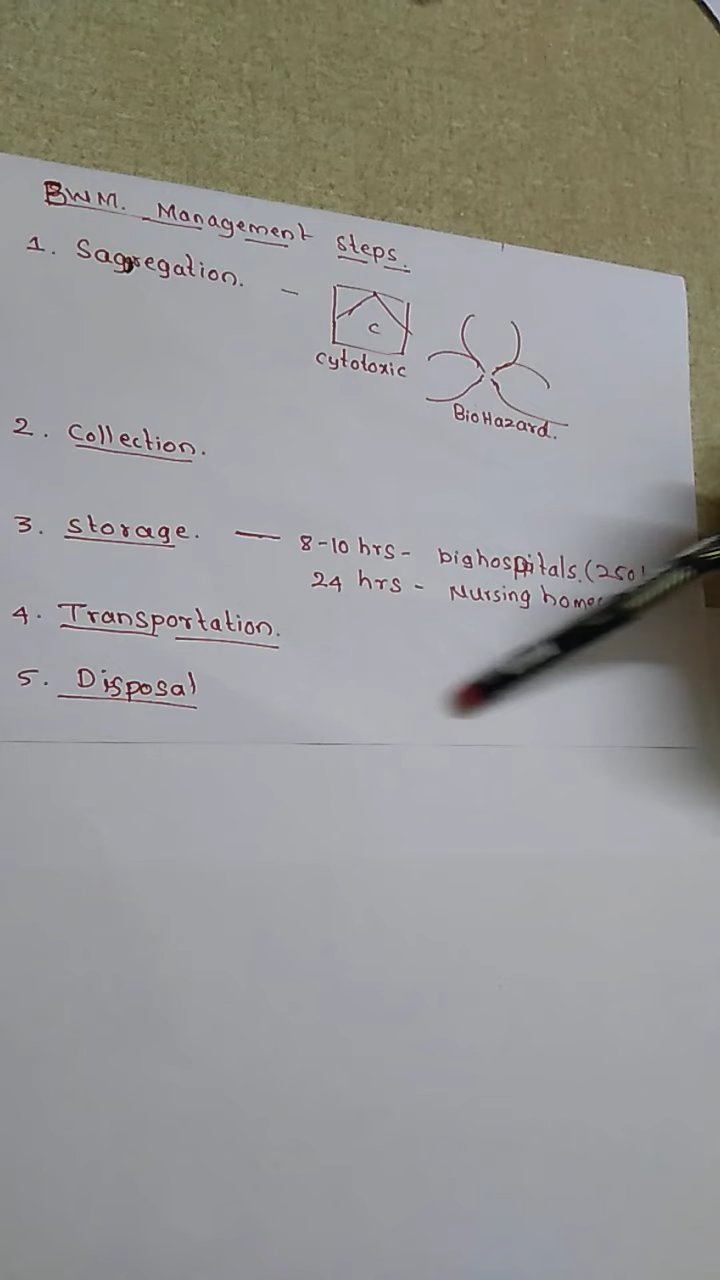 BWM. Management steps.
1. Saggregation. -
C
cytotoxic
BioHazard.
2. Collection.
3. Storage. — 8-10 hrs - bighospitals. (250
24 hrs - Nursing
4. Transportation.
5. Disposal